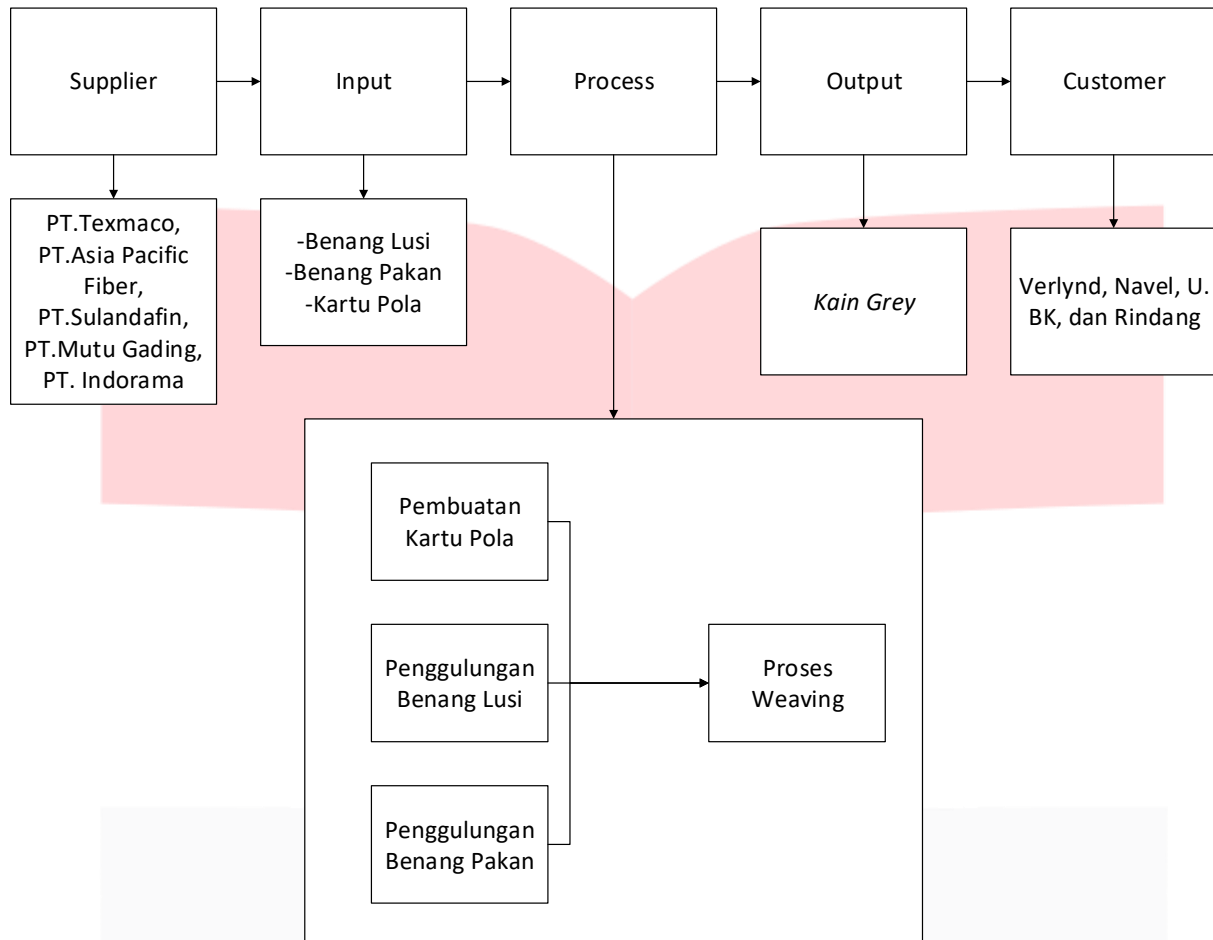 Supplier
Input
Process
Output
Customer
PT.Texmaco,
PT.Asia Pacific
Fiber,
PT.Sulandafin,
PT.Mutu Gading,
PT. Indorama
-Benang Lusi
-Benang Pakan
-Kartu Pola
Kain Grey
Verlynd, Navel, U.
BK, dan Rindang
Pembuatan
Kartu Pola
Penggulungan
Benang Lusi
Proses
Weaving
Penggulungan
Benang Pakan